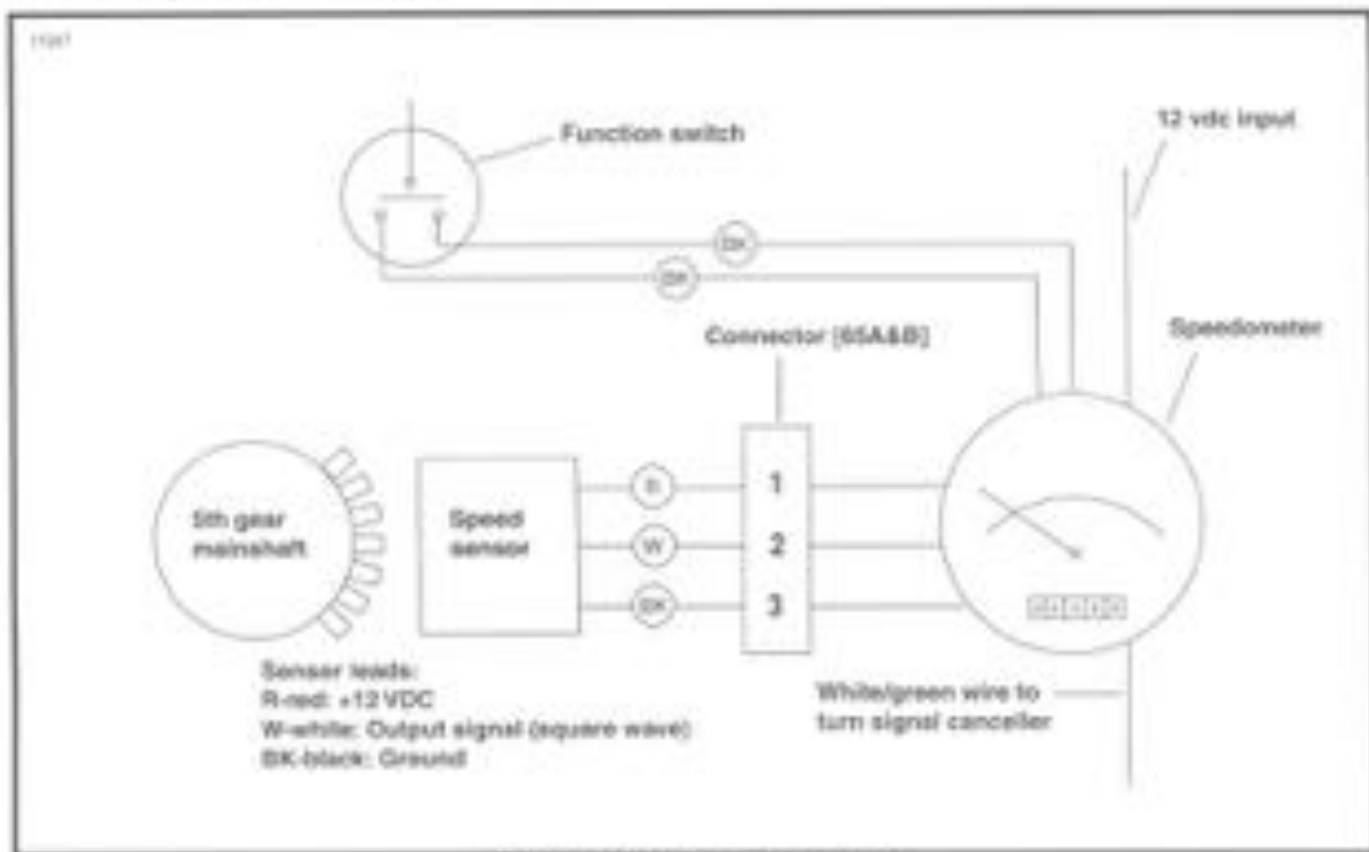 Function switch
12 vdc input
BK
BK
Connector [65A&B]
Speedometer
5th gear
mainshaft
Speed
sensor
R
1
W
2
BK
3
Sensor leads:
R-red: +12 VDC
W-white: Output signal (square wave)
BK-black: Ground
White/green wire to
turn signal canceller